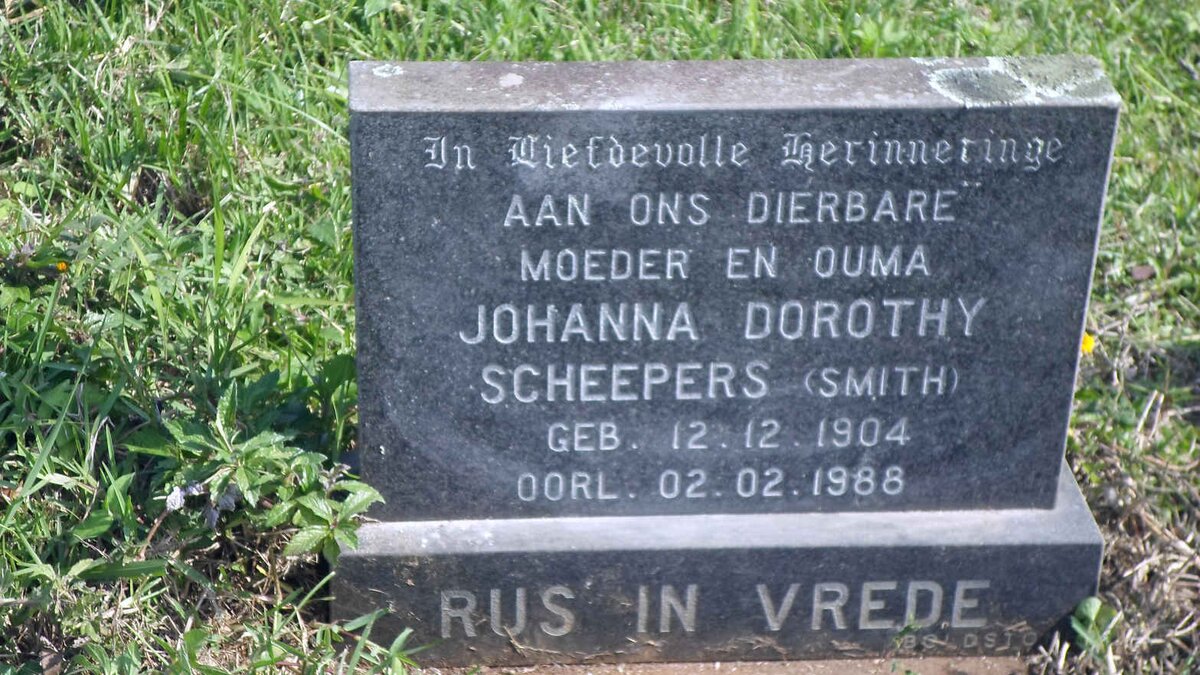 In Liefdevolle Herinneringe
AAN ONS DIERBARE
MOEDER EN OUMA
JOHANNA DOROTHY
SCHEEPERS (SMITH)
GEB. 12.12.1904
OORL. 02.02.1988
RUS IN VREDE